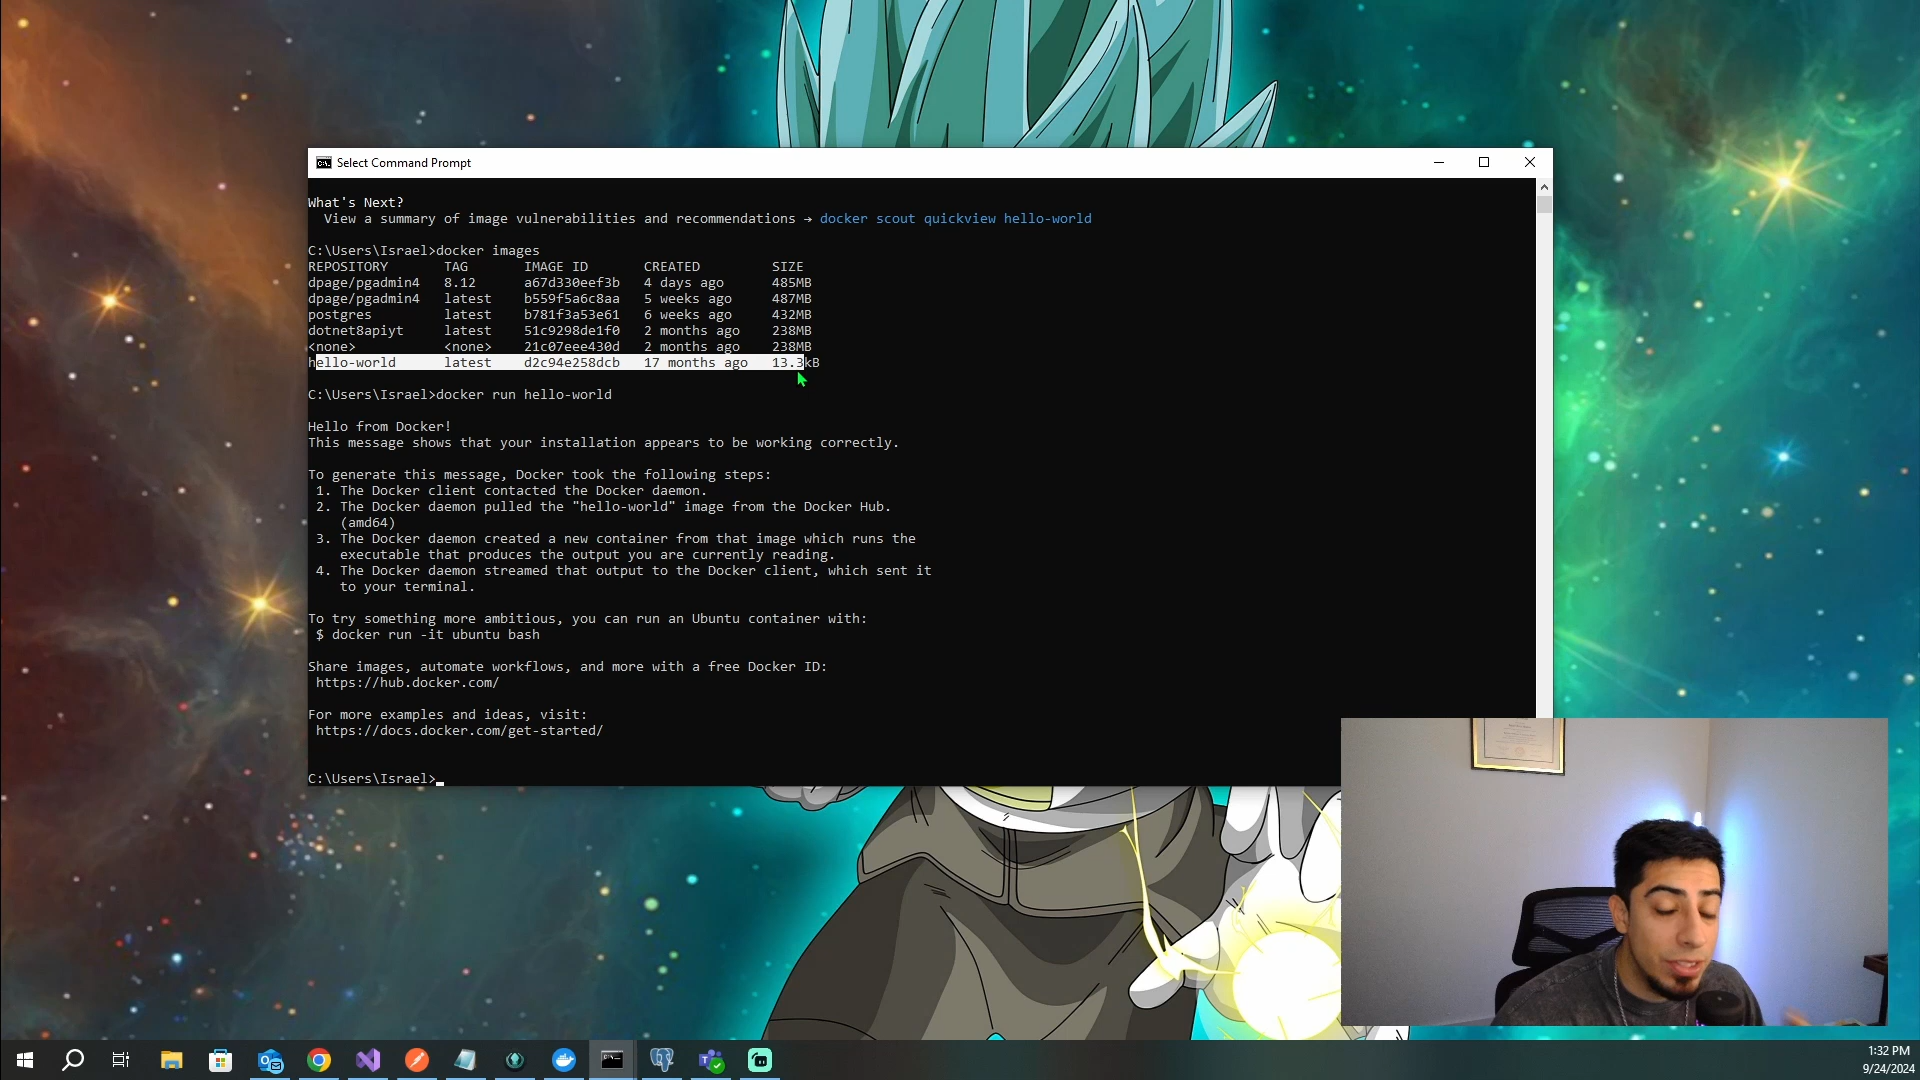 Select Command Prompt
What's Next?
View a summary of image vulnerabilities and recommendations → docker scout quickview hello-world
C:\Users\Israel>docker images
REPOSITORY TAG IMAGE ID CREATED SIZE
dpage/pgadmin4 8.12 a67d330eef3b 4 days ago 485MB
dpage/pgadmin4 latest b559f5a6c8aa 5 weeks ago 487MB
postgres latest b781f3a53e61 6 weeks ago 432MB
dotnet8apiyt latest 51c9298de1f0 2 months ago 238MB
<none> <none> 21c07eee430d 2 months ago 238MB
hello-world latest d2c94e258dcb 17 months ago 13.3kB
C:\Users\Israel>docker run hello-world
Hello from Docker!
This message shows that your installation appears to be working correctly.
To generate this message, Docker took the following steps:
1. The Docker client contacted the Docker daemon.
2. The Docker daemon pulled the "hello-world" image from the Docker Hub.
(amd64)
3. The Docker daemon created a new container from that image which runs the
executable that produces the output you are currently reading.
4. The Docker daemon streamed that output to the Docker client, which sent it
to your terminal.
To try something more ambitious, you can run an Ubuntu container with:
$ docker run -it ubuntu bash
Share images, automate workflows, and more with a free Docker ID:
https://hub.docker.com/
For more examples and ideas, visit:
https://docs.docker.com/get-started/
C:\Users\Israel>
1:32 PM
9/24/2024